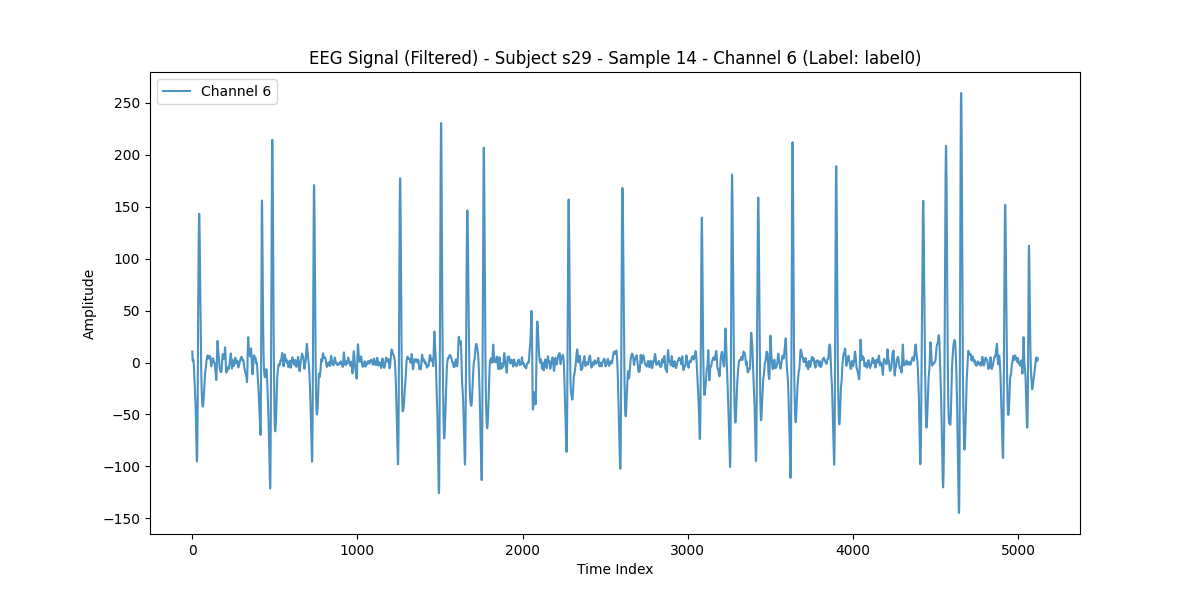 EEG Signal (Filtered) - Subject s29 - Sample 14 - Channel 6 (Label: label0)
Channel 6
250
200
150
100
50
0
−50
−100
−150
Amplitude
0 1000 2000 3000 4000 5000
Time Index